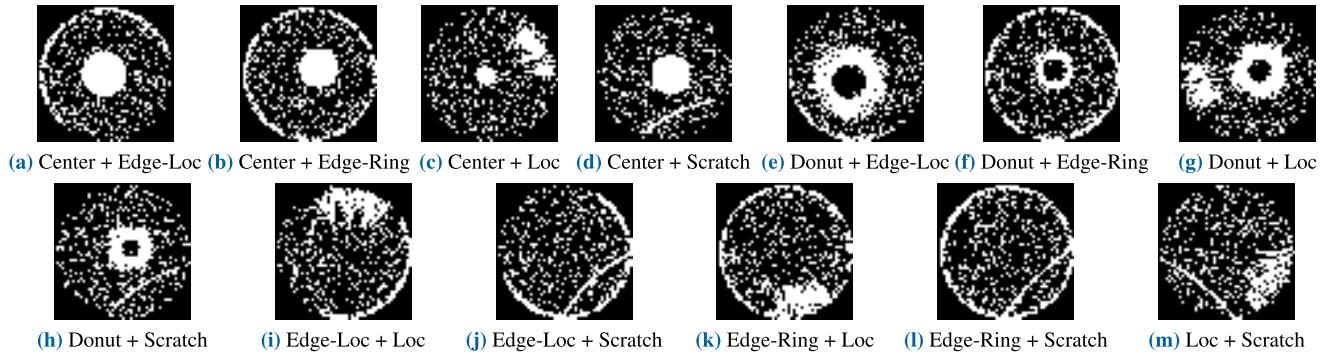 (a) Center + Edge-Loc (b) Center + Edge-Ring (c) Center + Loc (d) Center + Scratch (e) Donut + Edge-Loc (f) Donut + Edge-Ring (g) Donut + Loc
(h) Donut + Scratch (i) Edge-Loc + Loc (j) Edge-Loc + Scratch (k) Edge-Ring + Loc (l) Edge-Ring + Scratch (m) Loc + Scratch